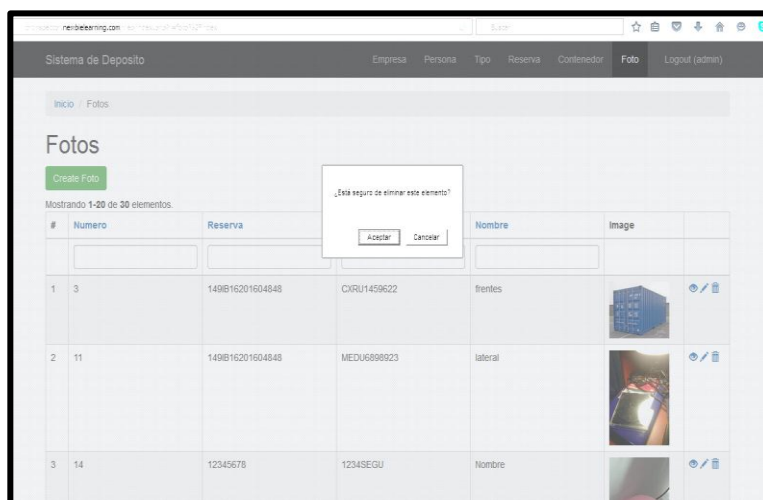 newbielearning.com
Sistema de Deposito Empresa Persona Tipo Reserva Contenedor Foto Logout (admin)
Inicio / Fotos
Fotos
Create Foto
¿Está seguro de eliminar este elemento?
Aceptar Cancelar
Mostrando 1-20 de 30 elementos.
# Numero Reserva Nombre Image
1 3 149IB16201604848 CXRU1459622 frentes
2 11 149IB16201604848 MEDU6898923 lateral
3 14 12345678 1234SEGU Nombre